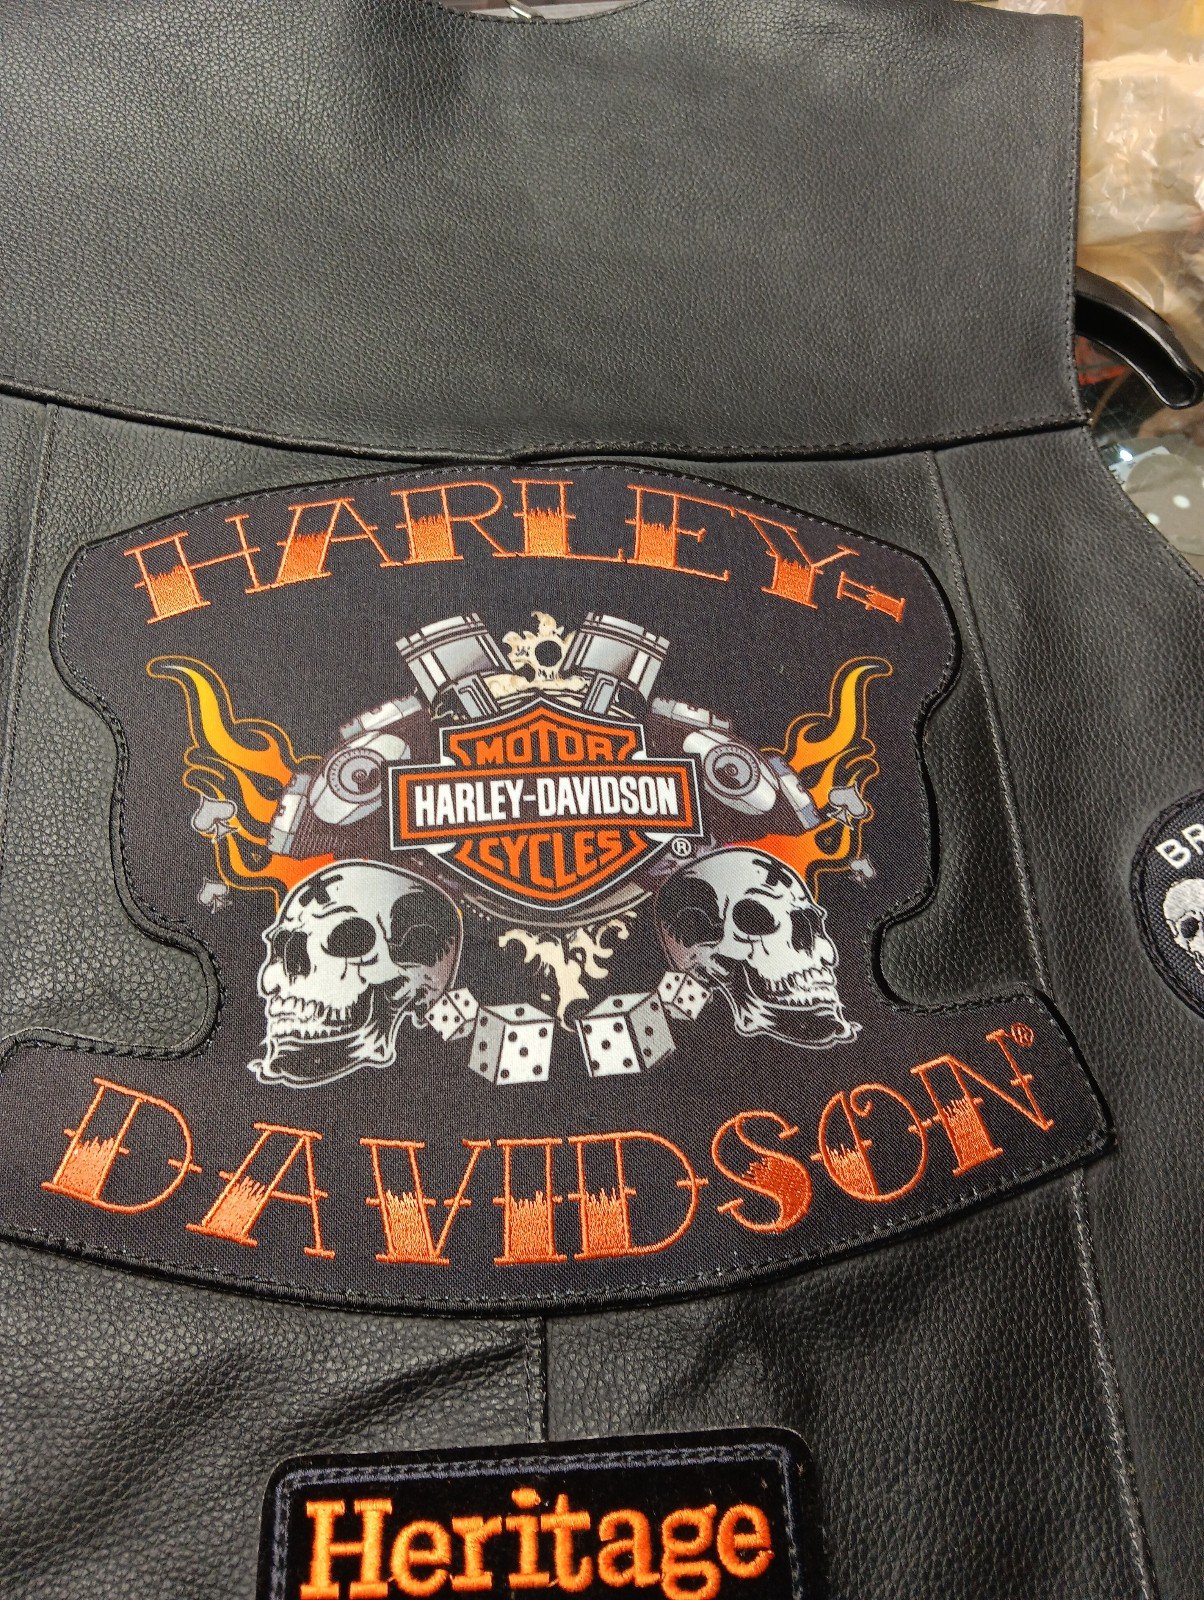 HARLEY-
MOTOR
HARLEY-DAVIDSON
CYCLES
®
DAVIDSON®
Heritage